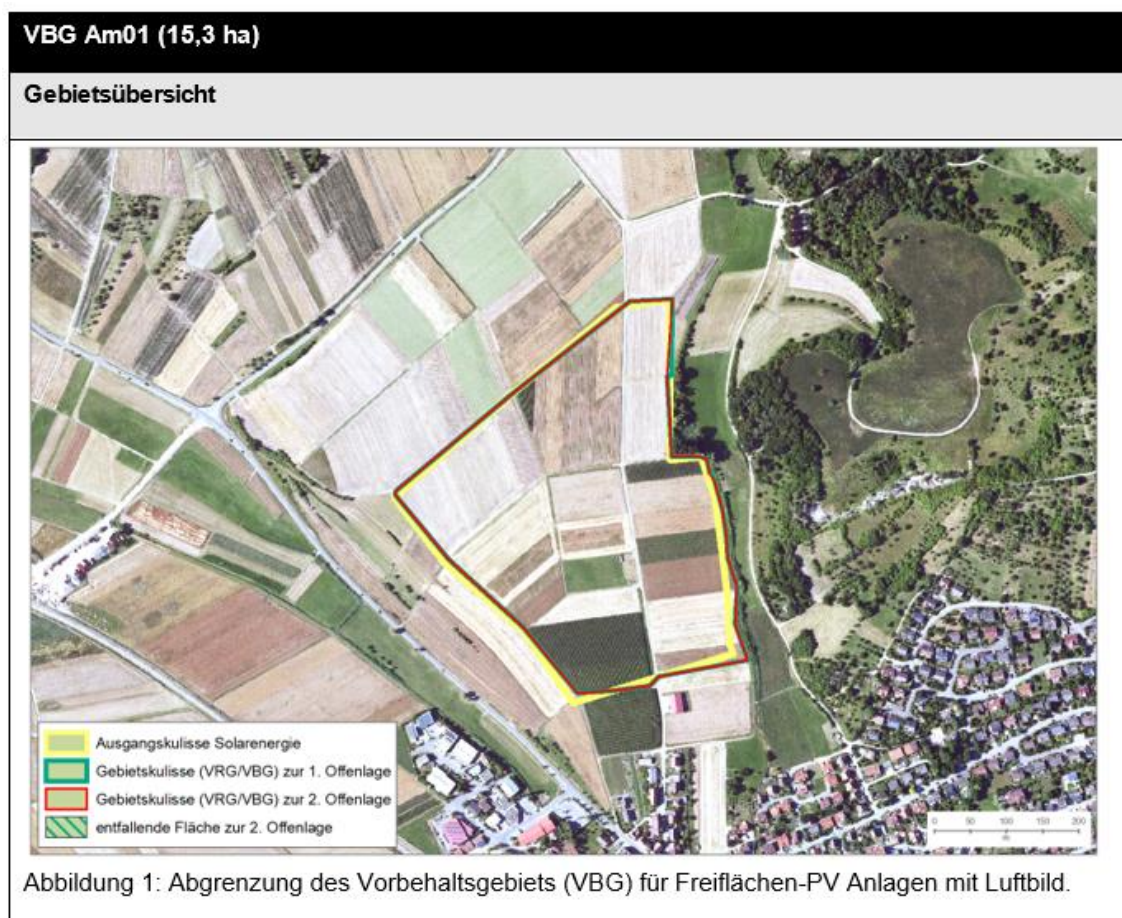 VBG Am01 (15,3 ha)
Gebietsübersicht
Ausgangskulisse Solarenergie
Gebietskulisse (VRG/VBG) zur 1. Offenlage
Gebietskulisse (VRG/VBG) zur 2. Offenlage
entfallende Fläche zur 2. Offenlage
0 50 100 150 200
m
Abbildung 1: Abgrenzung des Vorbehaltsgebiets (VBG) für Freiflächen-PV Anlagen mit Luftbild.